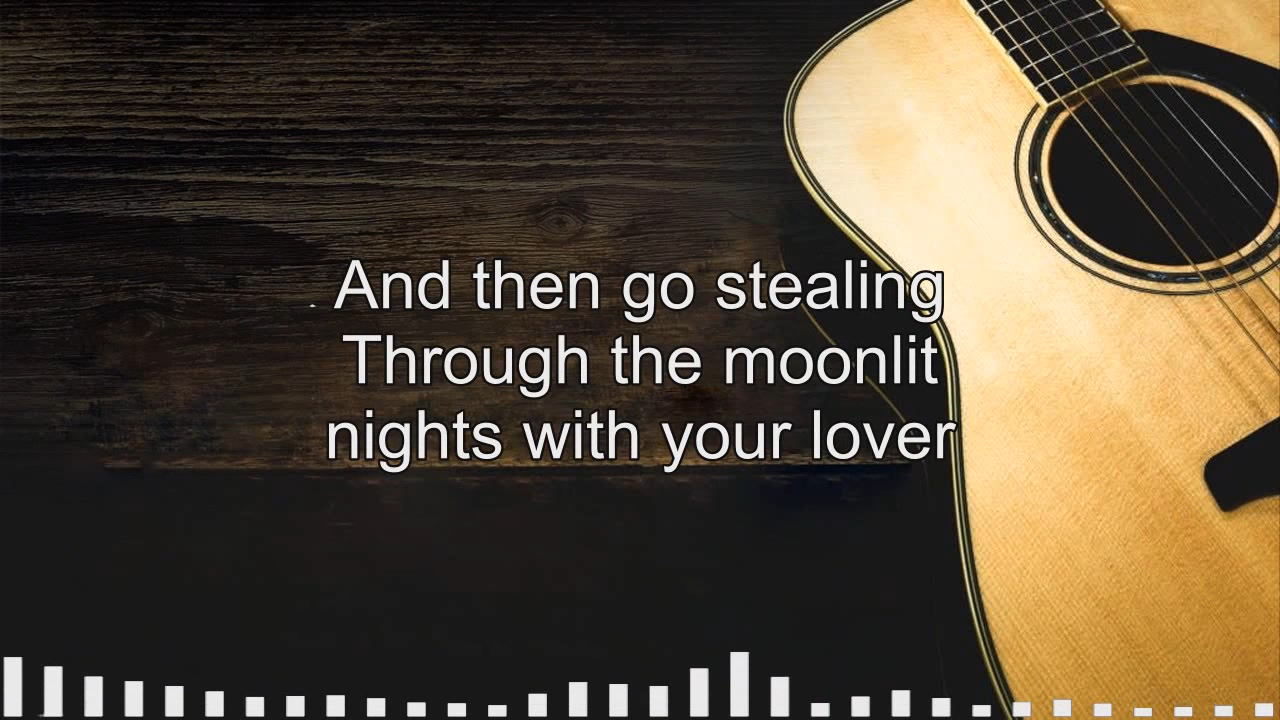 And then go stealing
Through the moonlit
nights with your lover